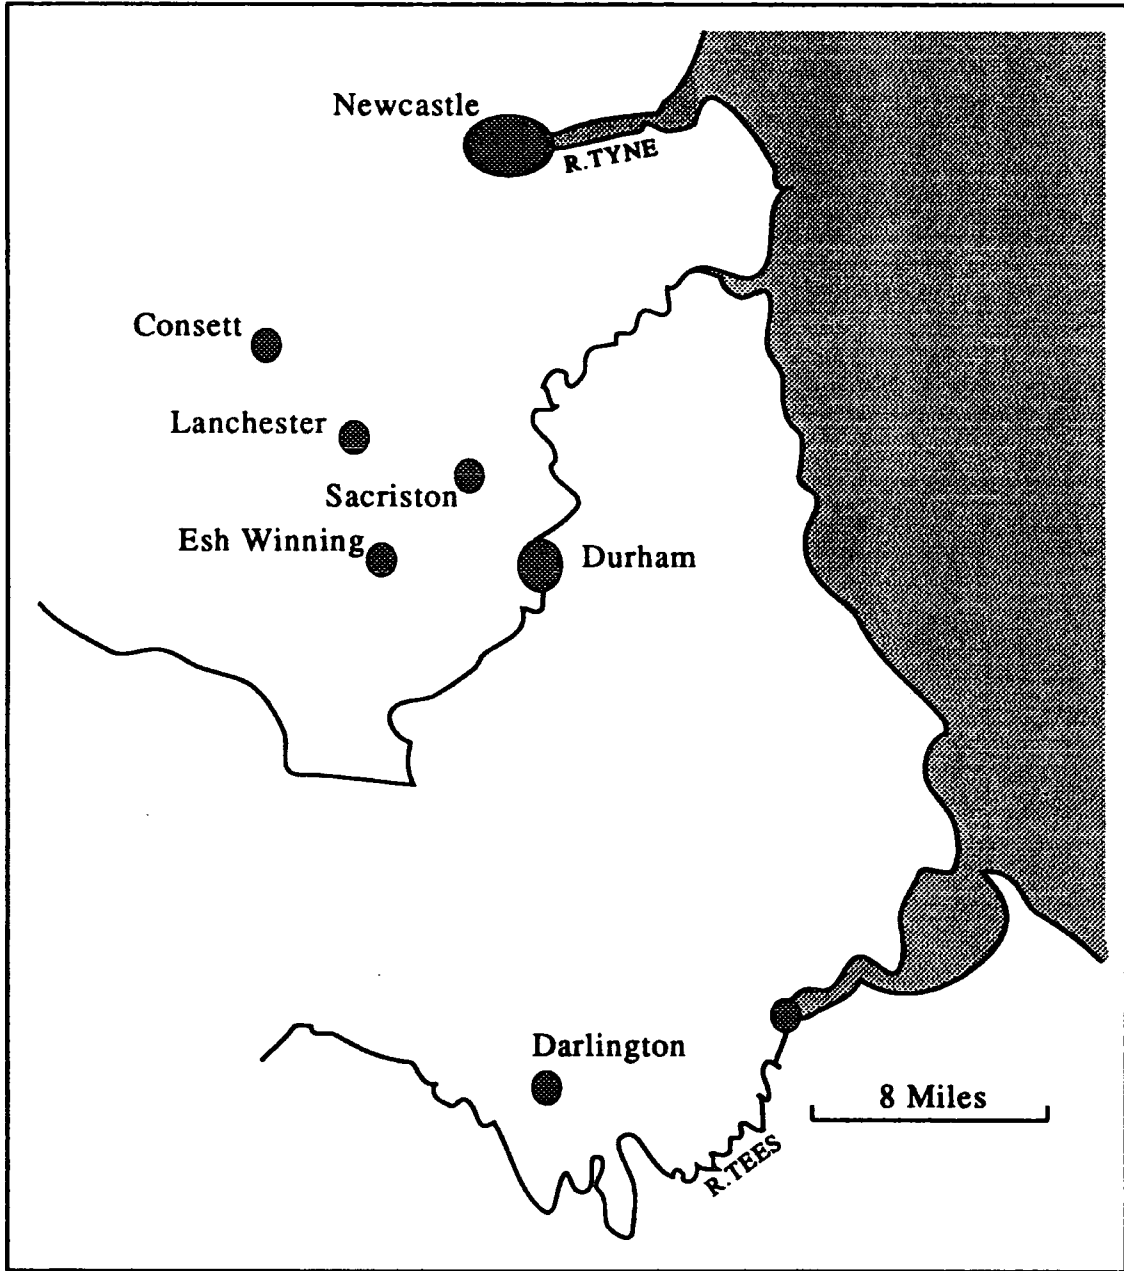 Newcastle
R.TYNE
Consett
Lanchester
Sacriston
Esh Winning
Durham
Darlington
8 Miles
R.TEES